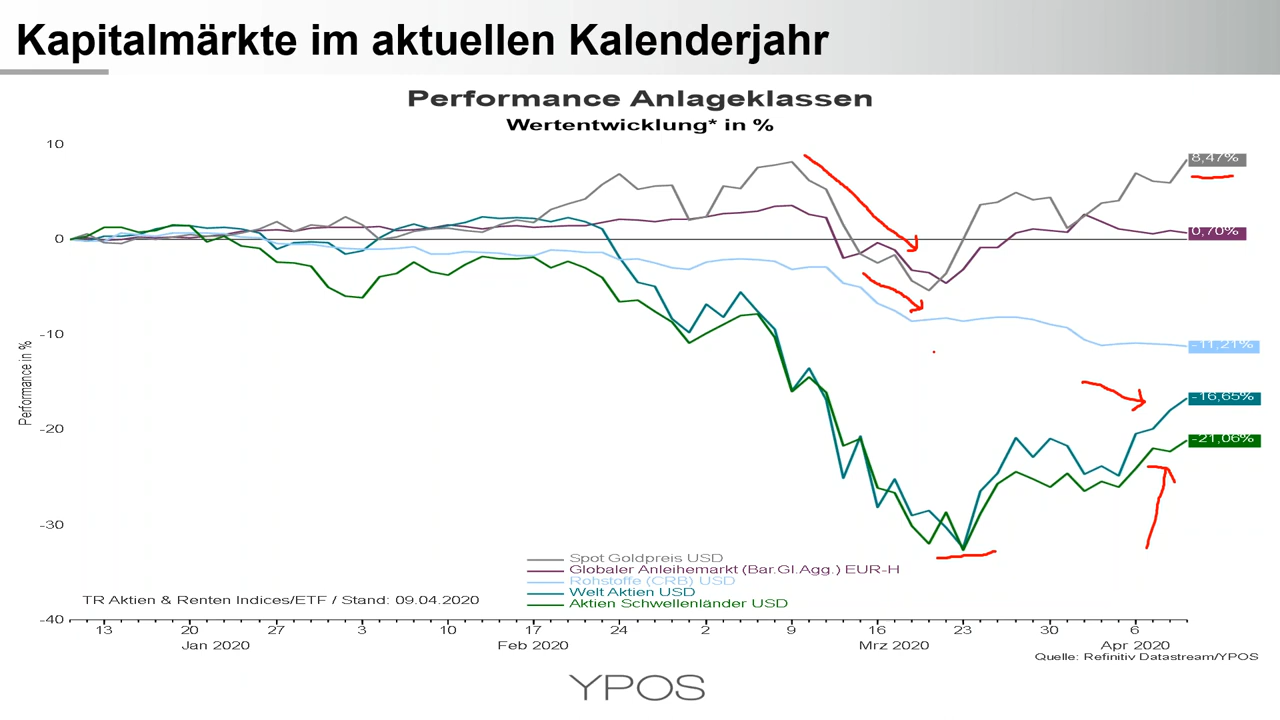 Kapitalmärkte im aktuellen Kalenderjahr
Performance Anlageklassen
Wertentwicklung* in %
10
0
-10
-20
-30
-40
Performance in %
8,47%
0,70%
-11,21%
-16,65%
-21,06%
Spot Goldpreis USD
Globaler Anleihemarkt (Bar.Gl.Agg.) EUR-H
Rohstoffe (CRB) USD
Welt Aktien USD
Aktien Schwellenländer USD
TR Aktien & Renten Indices/ETF / Stand: 09.04.2020
13 20 27 3 10 17 24 2 9 16 23 30 6
Jan 2020 Feb 2020 Mrz 2020 Apr 2020
Quelle: Refinitiv Datastream/YPOS
YPOS